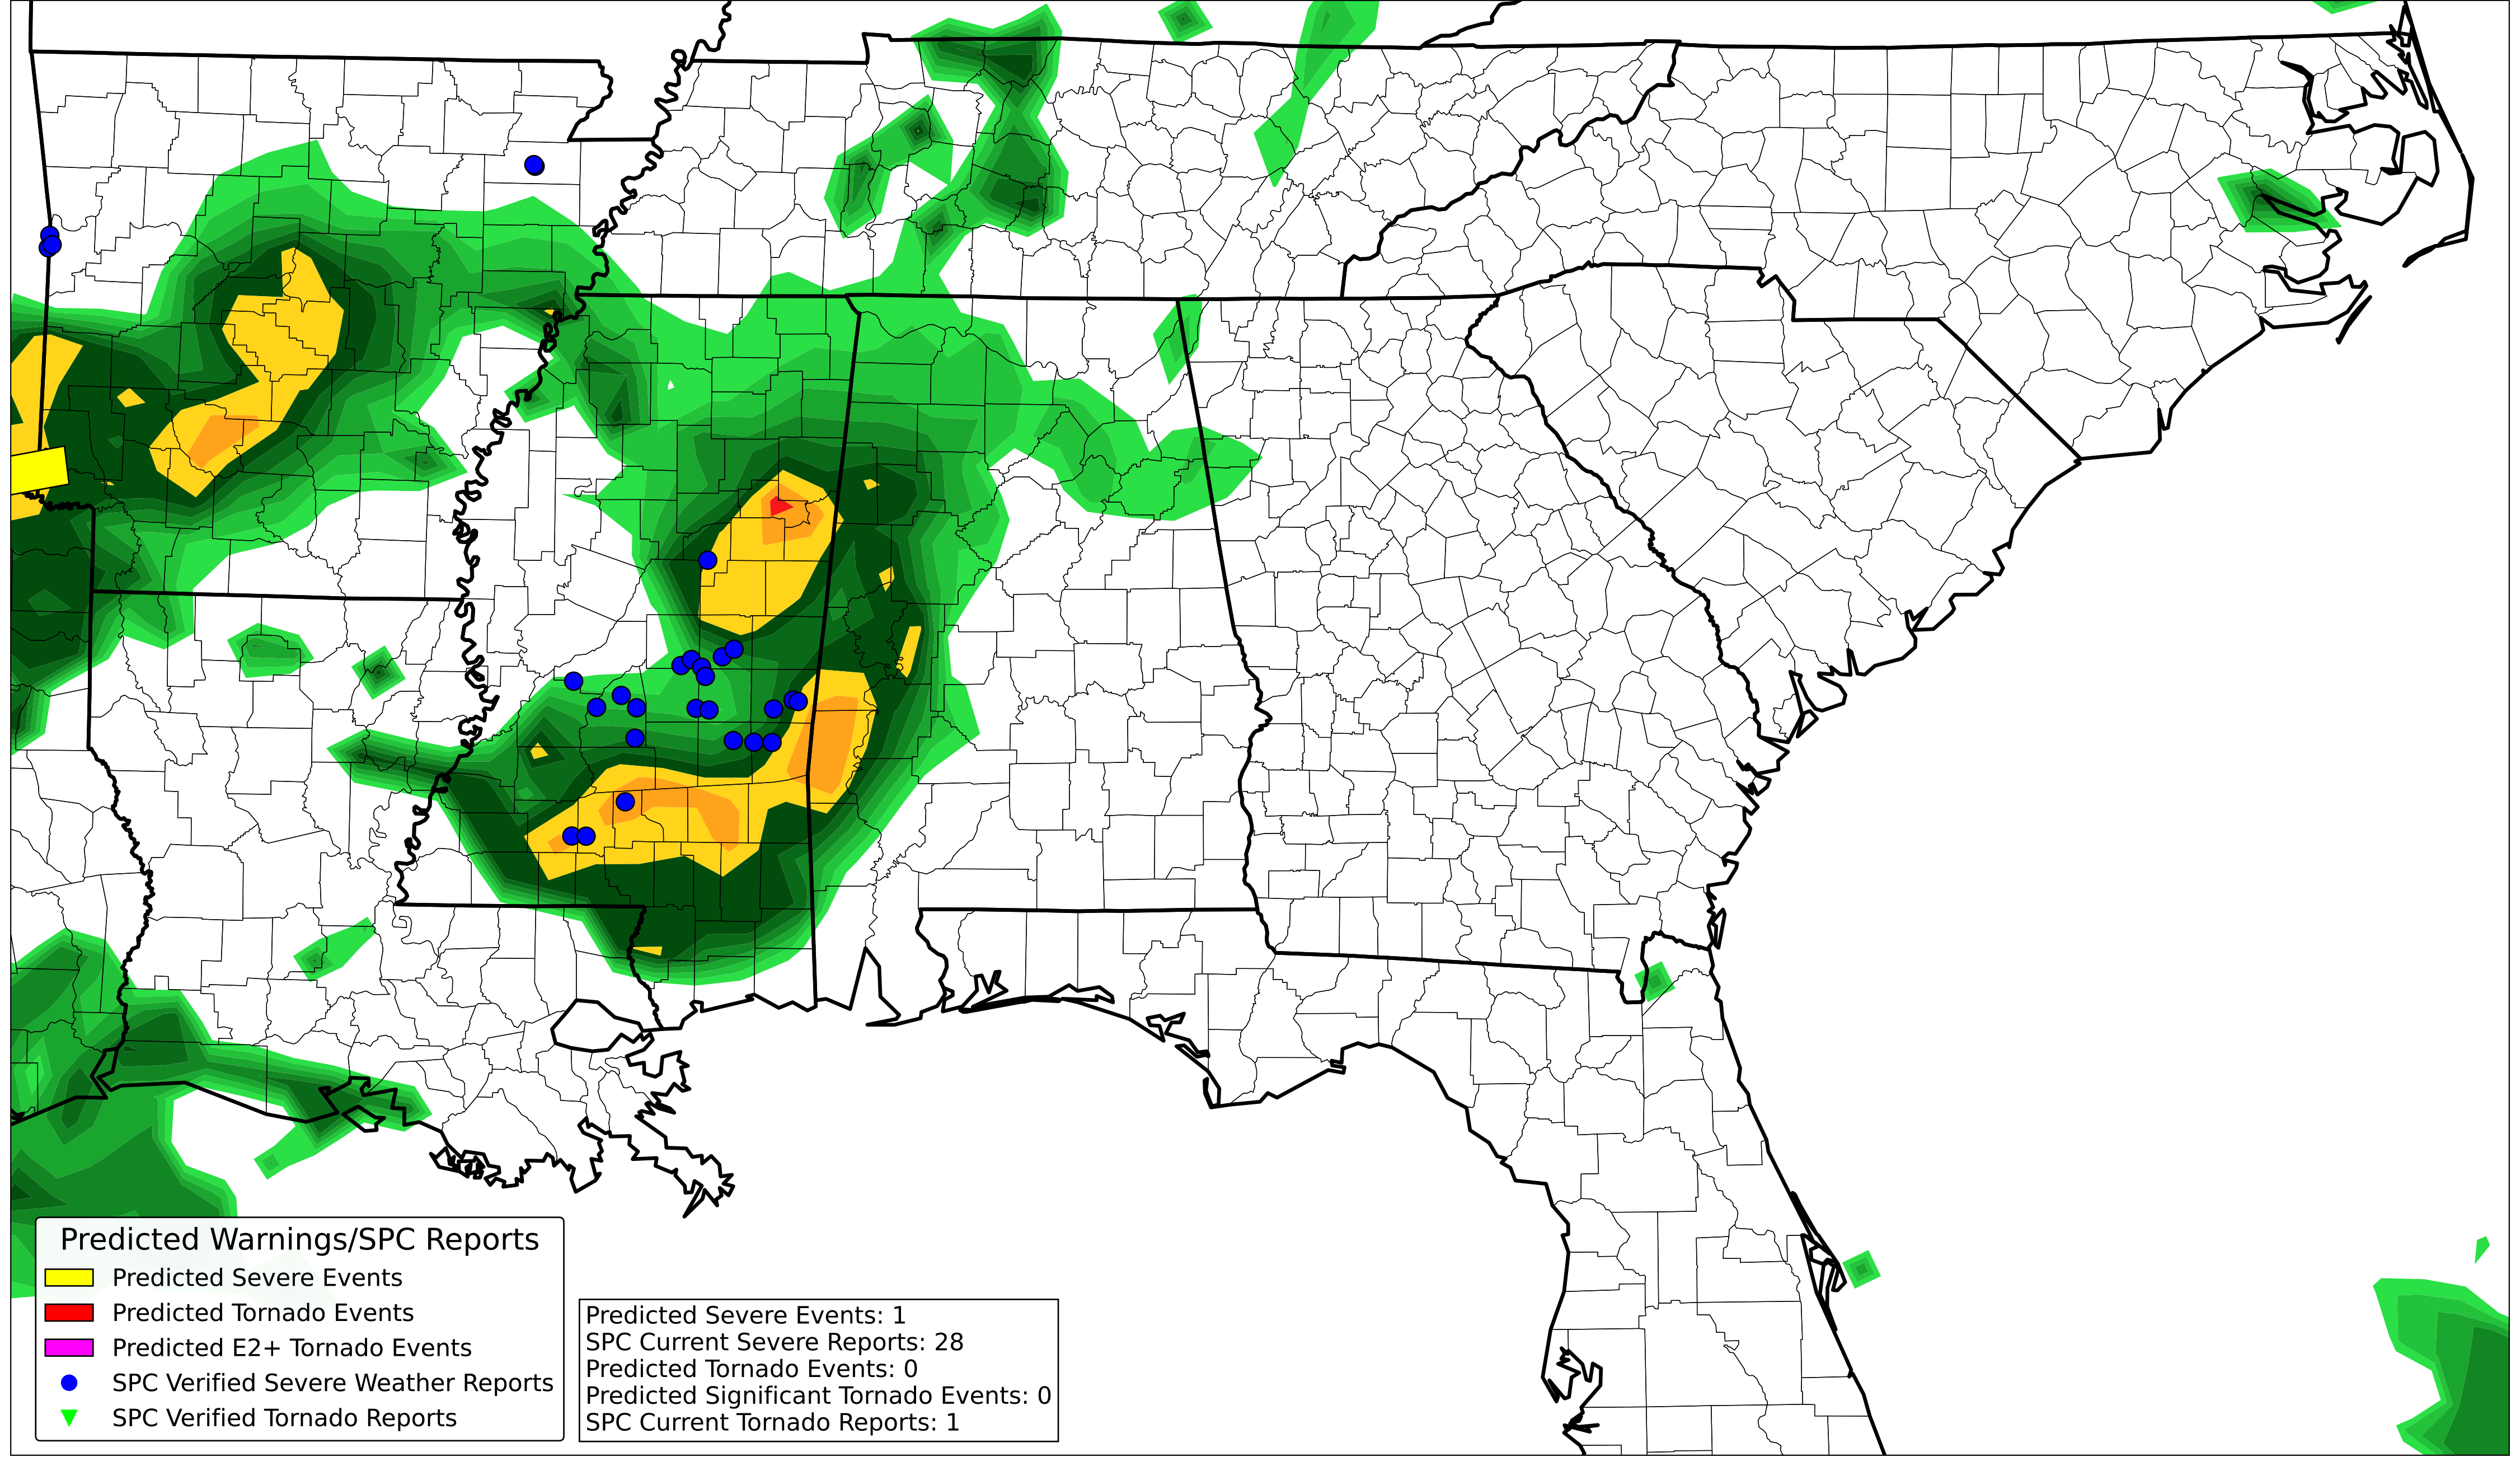 Predicted Warnings/SPC Reports
Predicted Severe Events
Predicted Tornado Events
Predicted E2+ Tornado Events
SPC Verified Severe Weather Reports
SPC Verified Tornado Reports
Predicted Severe Events: 1
SPC Current Severe Reports: 28
Predicted Tornado Events: 0
Predicted Significant Tornado Events: 0
SPC Current Tornado Reports: 1